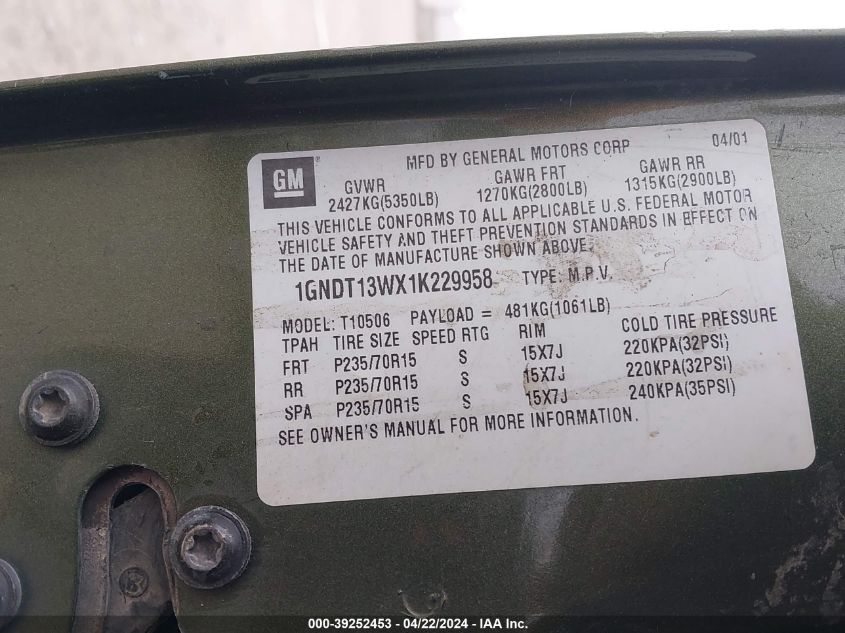 GM
MFD BY GENERAL MOTORS CORP 04/01
GVWR GAWR FRT GAWR RR
2427KG(5350LB) 1270KG(2800LB) 1315KG(2900LB)
THIS VEHICLE CONFORMS TO ALL APPLICABLE U.S. FEDERAL MOTOR
VEHICLE SAFETY AND THEFT PREVENTION STANDARDS IN EFFECT ON
THE DATE OF MANUFACTURE SHOWN ABOVE.
1GNDT13WX1K229958 TYPE: M.P.V.
MODEL: T10506 PAYLOAD = 481KG(1061LB)
TPAH TIRE SIZE SPEED RTG RIM COLD TIRE PRESSURE
FRT P235/70R15 S 15X7J 220KPA(32PSI)
RR P235/70R15 S 15X7J 220KPA(32PSI)
SPA P235/70R15 S 15X7J 240KPA(35PSI)
SEE OWNER'S MANUAL FOR MORE INFORMATION.
000-39252453 - 04/22/2024 - IAA Inc.